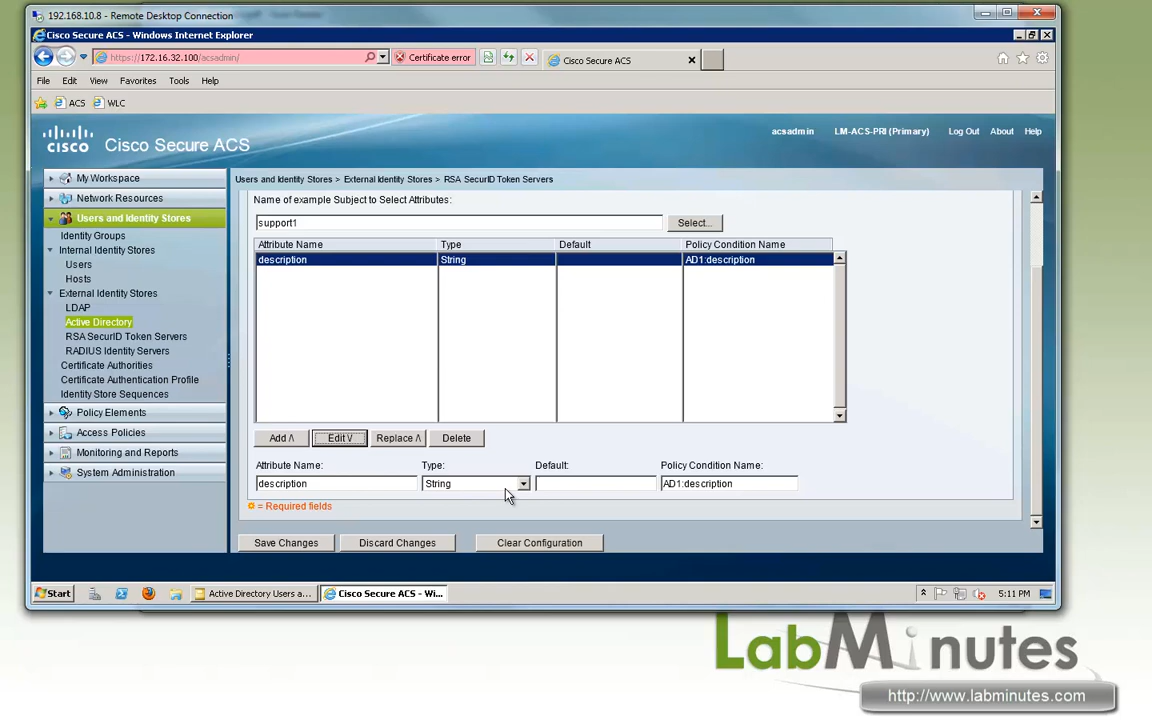 192.168.10.8 - Remote Desktop Connection
Cisco Secure ACS - Windows Internet Explorer
https://172.16.32.100/acsadmin/
Certificate error
Cisco Secure ACS
File Edit View Favorites Tools Help
ACS WLC
CISCO Cisco Secure ACS
acsadmin LM-ACS-PRI (Primary) Log Out About Help
My Workspace
Network Resources
Users and Identity Stores
Identity Groups
Internal Identity Stores
Users
Hosts
External Identity Stores
LDAP
Active Directory
RSA SecurID Token Servers
RADIUS Identity Servers
Certificate Authorities
Certificate Authentication Profile
Identity Store Sequences
Policy Elements
Access Policies
Monitoring and Reports
System Administration
Users and Identity Stores > External Identity Stores > RSA SecurID Token Servers
Name of example Subject to Select Attributes:
support1 Select...
Attribute Name Type Default Policy Condition Name
description String AD1:description
Add /\ Edit \/ Replace /\ Delete
Attribute Name: Type: Default: Policy Condition Name:
description String AD1:description
= Required fields
Save Changes Discard Changes Clear Configuration
Start Active Directory Users a... Cisco Secure ACS - Wi... 5:11 PM
LabMinutes
http://www.labminutes.com